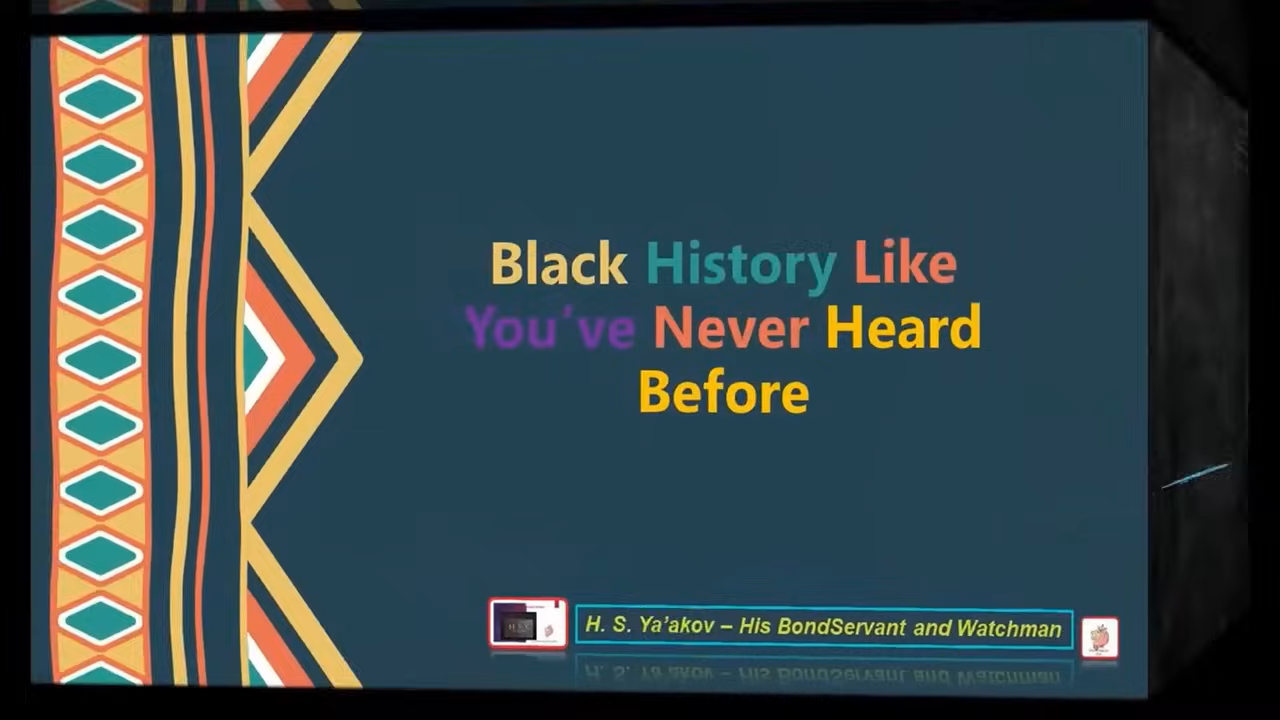 Black History Like
You've Never Heard
Before
H. S. Ya'akov – His BondServant and Watchman